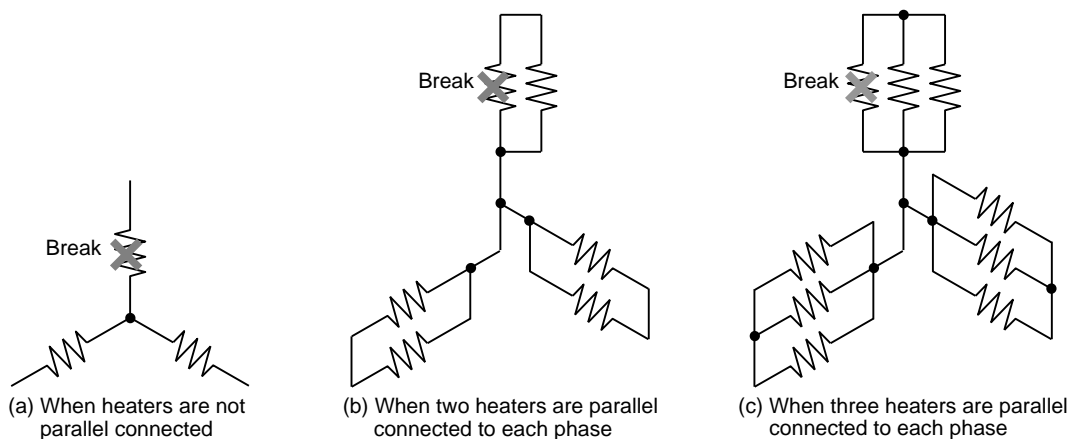 Break
Break
Break
(a) When heaters are not
parallel connected
(b) When two heaters are parallel
connected to each phase
(c) When three heaters are parallel
connected to each phase